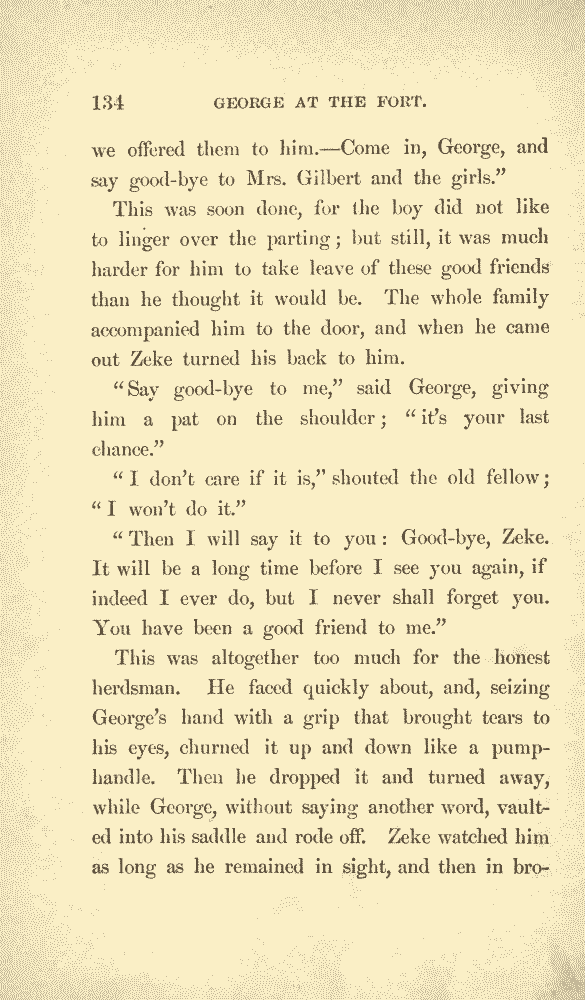 134 GEORGE AT THE FORT.
we offered them to him.—Come in, George, and
say good-bye to Mrs. Gilbert and the girls.”
This was soon done, for the boy did not like
to linger over the parting; but still, it was much
harder for him to take leave of these good friends
than he thought it would be. The whole family
accompanied him to the door, and when he came
out Zeke turned his back to him.
“Say good-bye to me,” said George, giving
him a pat on the shoulder; “it’s your last
chance.”
“I don’t care if it is,” shouted the old fellow;
“I won’t do it.”
“Then I will say it to you: Good-bye, Zeke.
It will be a long time before I see you again, if
indeed I ever do, but I never shall forget you.
You have been a good friend to me.”
This was altogether too much for the honest
herdsman. He faced quickly about, and, seizing
George’s hand with a grip that brought tears to
his eyes, churned it up and down like a pump-
handle. Then he dropped it and turned away,
while George, without saying another word, vault-
ed into his saddle and rode off. Zeke watched him
as long as he remained in sight, and then in bro-